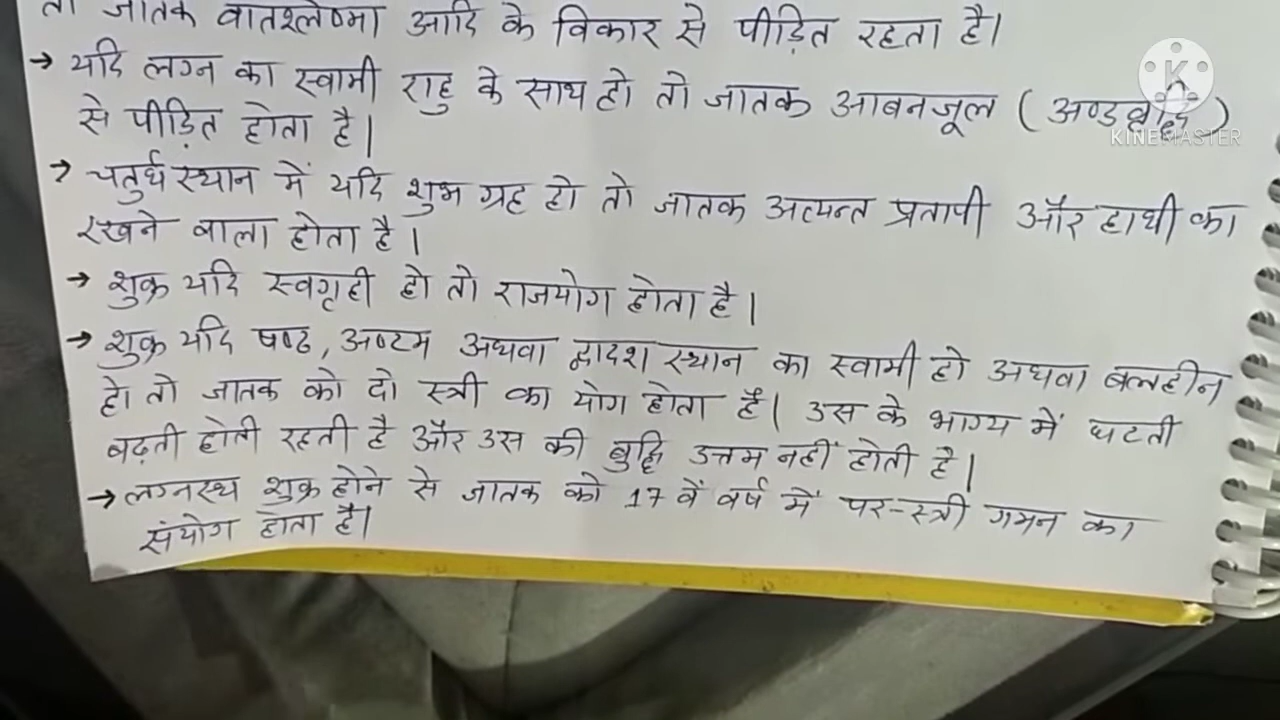 तो जातक वातश्लेष्मा आदि के विकार से पीड़ित रहता है।
→ यदि लग्न का स्वामी राहु के साथ हो तो जातक आबनजूल (अण्डवृद्धि)
से पीड़ित होता है।
→ चतुर्थ स्थान में यदि शुभ ग्रह हो तो जातक अत्यन्त प्रतापी और हाथी का
रखने वाला होता है।
→ शुक्र यदि स्वगृही हो तो राजयोग होता है।
→ शुक्र यदि षष्ठ, अष्टम अथवा द्वादश स्थान का स्वामी हो अथवा बलहीन
हो तो जातक को दो स्त्री का योग होता है। उस के भाग्य में घटती
बढ़ती होती रहती है और उस की बुद्धि उत्तम नहीं होती है।
→ लग्नस्थ शुक्र होने से जातक को 17 वें वर्ष में पर-स्त्री गमन का
संयोग होता है।
K
KINEMASTER